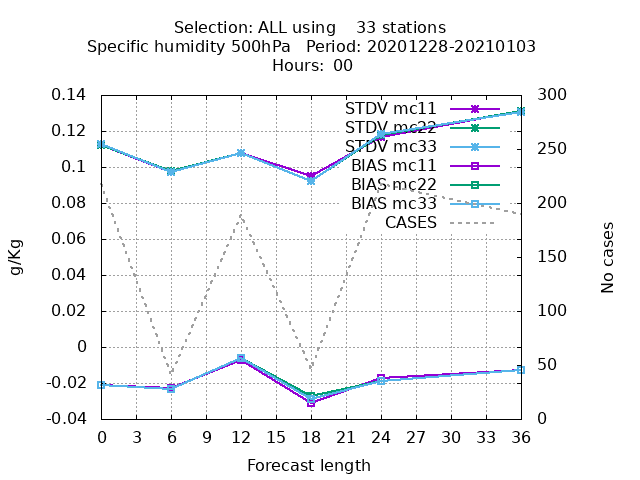 Selection: ALL using    33 stations
Specific humidity 500hPa   Period: 20201228-20210103
Hours:  00
0.14
0.12
0.1
0.08
0.06
0.04
0.02
0
-0.02
-0.04
g/Kg
STDV mc11
STDV mc22
STDV mc33
BIAS mc11
BIAS mc22
BIAS mc33
CASES
300
250
200
150
100
50
0
No cases
0 3 6 9 12 15 18 21 24 27 30 33 36
Forecast length